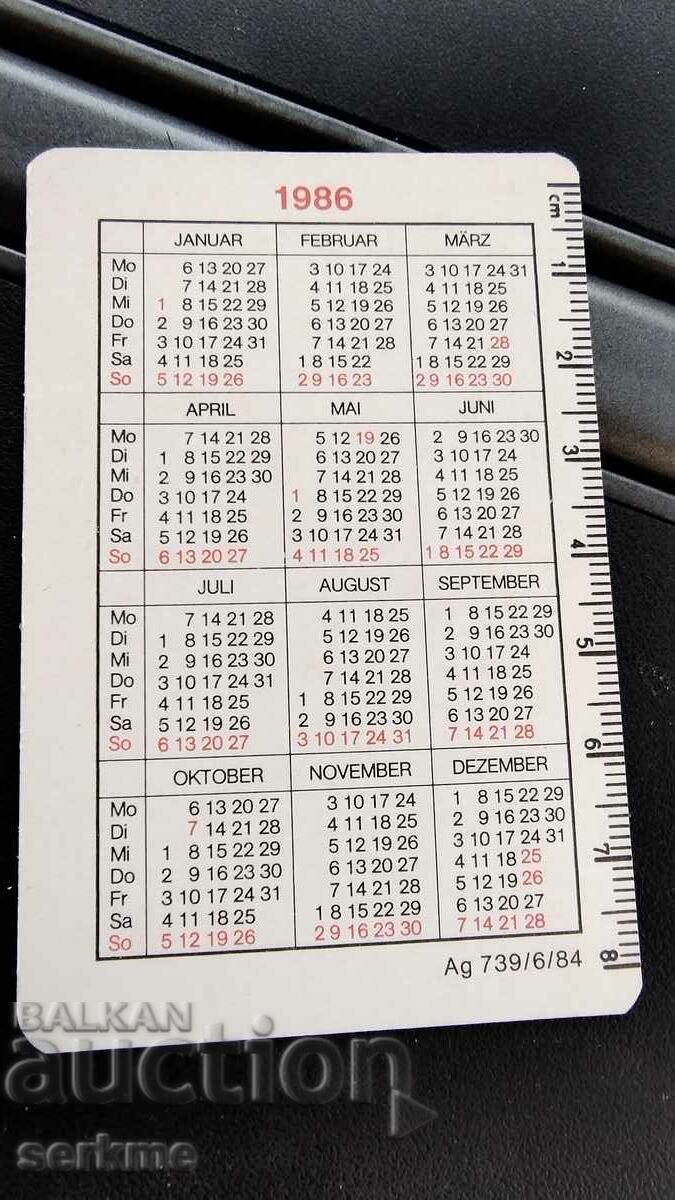 1986
JANUAR FEBRUAR MÄRZ
Mo 6 13 20 27 3 10 17 24 3 10 17 24 31
Di 7 14 21 28 4 11 18 25 4 11 18 25
Mi 1 8 15 22 29 5 12 19 26 5 12 19 26
Do 2 9 16 23 30 6 13 20 27 6 13 20 27
Fr 3 10 17 24 31 7 14 21 28 7 14 21 28
Sa 4 11 18 25 1 8 15 22 1 8 15 22 29
So 5 12 19 26 2 9 16 23 2 9 16 23 30
APRIL MAI JUNI
Mo 7 14 21 28 5 12 19 26 2 9 16 23 30
Di 1 8 15 22 29 6 13 20 27 3 10 17 24
Mi 2 9 16 23 30 7 14 21 28 4 11 18 25
Do 3 10 17 24 1 8 15 22 29 5 12 19 26
Fr 4 11 18 25 2 9 16 23 30 6 13 20 27
Sa 5 12 19 26 3 10 17 24 31 7 14 21 28
So 6 13 20 27 4 11 18 25 1 8 15 22 29
JULI AUGUST SEPTEMBER
Mo 7 14 21 28 4 11 18 25 1 8 15 22 29
Di 1 8 15 22 29 5 12 19 26 2 9 16 23 30
Mi 2 9 16 23 30 6 13 20 27 3 10 17 24
Do 3 10 17 24 31 7 14 21 28 4 11 18 25
Fr 4 11 18 25 1 8 15 22 29 5 12 19 26
Sa 5 12 19 26 2 9 16 23 30 6 13 20 27
So 6 13 20 27 3 10 17 24 31 7 14 21 28
OKTOBER NOVEMBER DEZEMBER
Mo 6 13 20 27 3 10 17 24 1 8 15 22 29
Di 7 14 21 28 4 11 18 25 2 9 16 23 30
Mi 1 8 15 22 29 5 12 19 26 3 10 17 24 31
Do 2 9 16 23 30 6 13 20 27 4 11 18 25
Fr 3 10 17 24 31 7 14 21 28 5 12 19 26
Sa 4 11 18 25 1 8 15 22 29 6 13 20 27
So 5 12 19 26 2 9 16 23 30 7 14 21 28
Ag 739/6/84
cm 1 2 3 4 5 6 7 8
BALKAN
auction
serkme